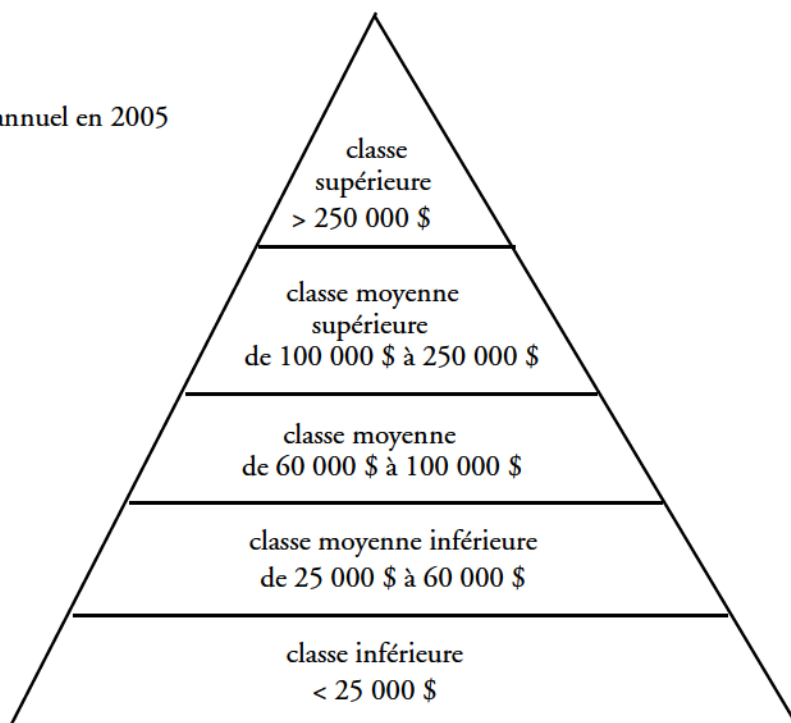 annuel en 2005
classe
supérieure
> 250 000 $
classe moyenne
supérieure
de 100 000 $ à 250 000 $
classe moyenne
de 60 000 $ à 100 000 $
classe moyenne inférieure
de 25 000 $ à 60 000 $
classe inférieure
< 25 000 $